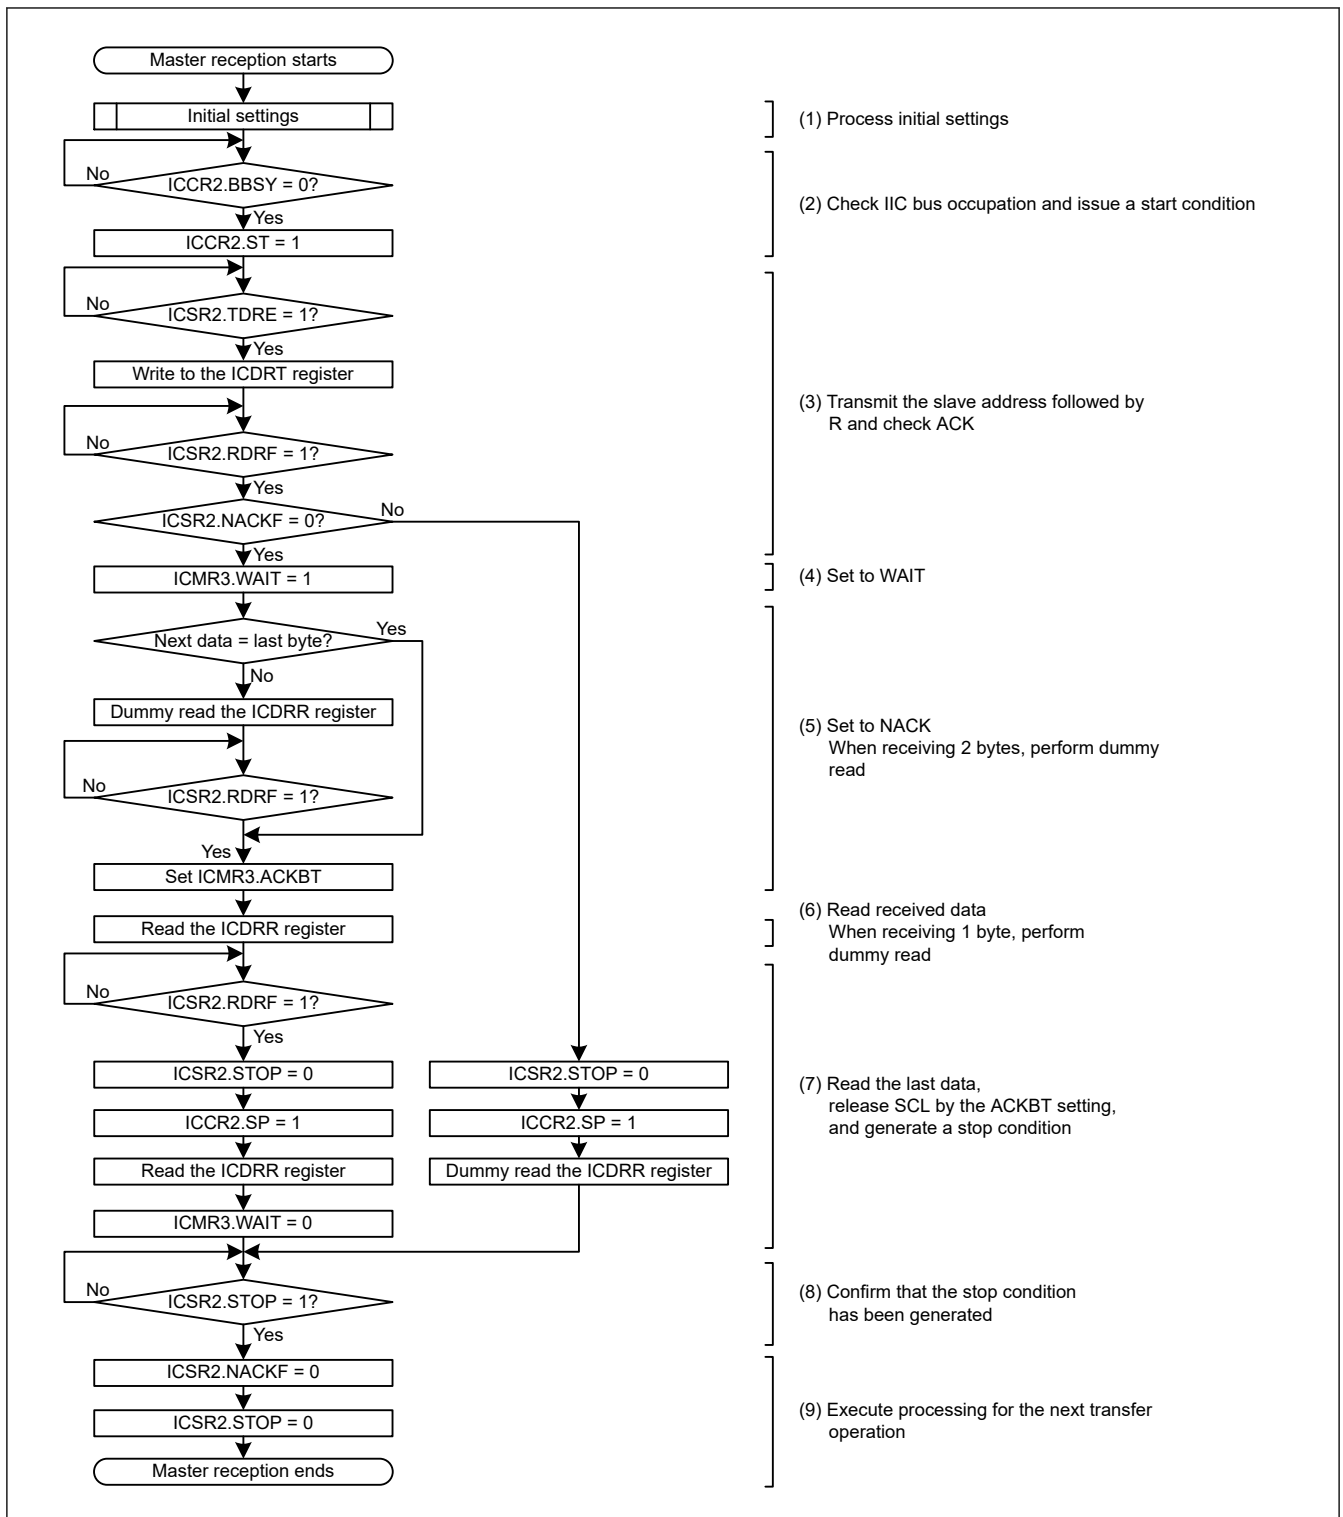 Master reception starts
Initial settings
(1) Process initial settings
No
ICCR2.BBSY = 0?
Yes
(2) Check IIC bus occupation and issue a start condition
ICCR2.ST = 1
No
ICSR2.TDRE = 1?
Yes
Write to the ICDRT register
(3) Transmit the slave address followed by
R and check ACK
No
ICSR2.RDRF = 1?
Yes
ICSR2.NACKF = 0?
No
Yes
ICMR3.WAIT = 1
(4) Set to WAIT
Next data = last byte?
Yes
No
Dummy read the ICDRR register
(5) Set to NACK
When receiving 2 bytes, perform dummy
read
No
ICSR2.RDRF = 1?
Yes
Set ICMR3.ACKBT
(6) Read received data
When receiving 1 byte, perform
dummy read
Read the ICDRR register
No
ICSR2.RDRF = 1?
Yes
ICSR2.STOP = 0
ICSR2.STOP = 0
(7) Read the last data,
release SCL by the ACKBT setting,
and generate a stop condition
ICCR2.SP = 1
ICCR2.SP = 1
Read the ICDRR register
Dummy read the ICDRR register
ICMR3.WAIT = 0
No
ICSR2.STOP = 1?
Yes
(8) Confirm that the stop condition
has been generated
ICSR2.NACKF = 0
ICSR2.STOP = 0
(9) Execute processing for the next transfer
operation
Master reception ends